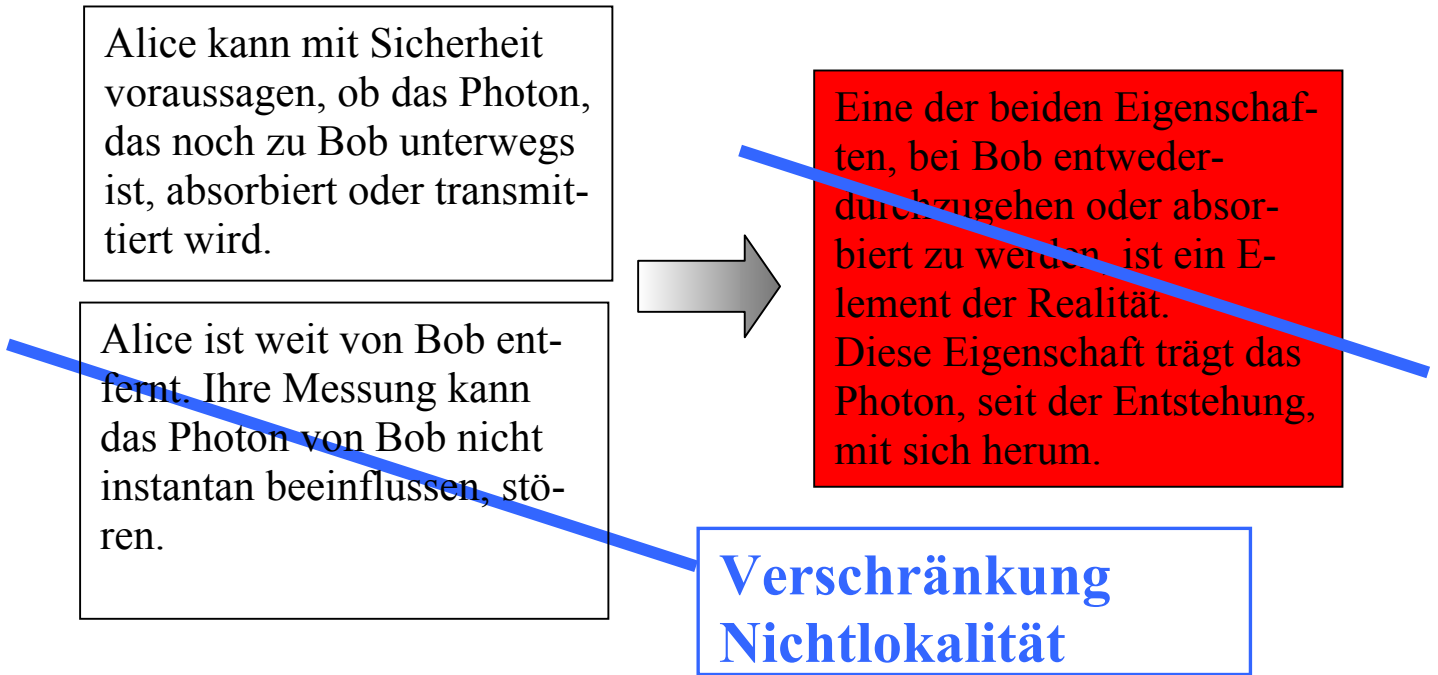 Alice kann mit Sicherheit
voraussagen, ob das Photon,
das noch zu Bob unterwegs
ist, absorbiert oder transmit-
tiert wird.
Alice ist weit von Bob ent-
fernt. Ihre Messung kann
das Photon von Bob nicht
instantan beeinflussen, stö-
ren.
Eine der beiden Eigenschaf-
ten, bei Bob entweder-
durchzugehen oder absor-
biert zu werden, ist ein E-
lement der Realität.
Diese Eigenschaft trägt das
Photon, seit der Entstehung,
mit sich herum.
Verschränkung
Nichtlokalität